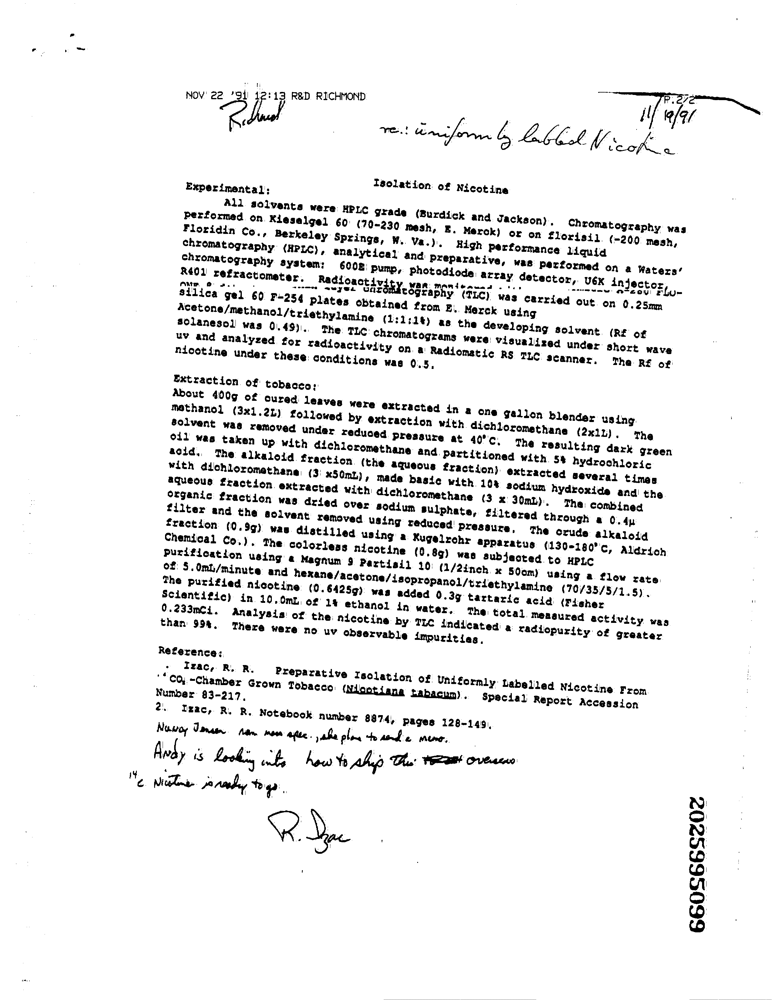 NOV 22 '91 12:13 R&D RICHMOND
P.2/2
Richmond
11/19/91
re: uniformly labbled Nicotine
Isolation of Nicotine
Experimental:
All solvents were HPLC grade (Burdick and Jackson). Chromatography was
performed on Kieselgel 60 (70-230 mesh, E. Merck) or on florisil (-200 mesh,
Floridin Co., Berkeley Springs, W. Va.). High performance liquid
chromatography (HPLC), analytical and preparative, was performed on a Waters'
chromatography system: 600E pump, photodiode array detector, U6K injector,
R401 refractometer. Radioactivity was
chromatography (TLC) was carried out on 0.25mm
silica gel 60 F-254 plates obtained from E. Merck using
Acetone/methanol/triethylamine (1:1:1%) as the developing solvent (Rf of
solanesol was 0.49). The TLC chromatograms were visualized under short wave
uv and analyzed for radioactivity on a Radiomatic RS TLC scanner. The Rf of
nicotine under these conditions was 0.5.
Extraction of tobacco:
About 400g of cured leaves were extracted in a one gallon blender using
methanol (3x1.2L) followed by extraction with dichloromethane (2x1L). The
solvent was removed under reduced pressure at 40°C. The resulting dark green
oil was taken up with dichloromethane and partitioned with 5% hydrochloric
acid. The alkaloid fraction (the aqueous fraction) extracted several times
with dichloromethane (3 x50mL), made basic with 10% sodium hydroxide and the
aqueous fraction extracted with dichloromethane (3 x 30mL). The combined
organic fraction was dried over sodium sulphate, filtered through a 0.4µ
filter and the solvent removed using reduced pressure. The crude alkaloid
fraction (0.9g) was distilled using a Kugelrohr apparatus (130-180°C, Aldrich
Chemical Co.). The colorless nicotine (0.8g) was subjected to HPLC
purification using a Magnum 9 Partisil 10 (1/2inch x 50cm) using a flow rate
of 5.0mL/minute and hexane/acetone/isopropanol/triethylamine (70/35/5/1.5).
The purified nicotine (0.6425g) was added 0.3g tartaric acid (Fisher
Scientific) in 10.0mL of 1% ethanol in water. The total measured activity was
0.233mCi. Analysis of the nicotine by TLC indicated a radiopurity of greater
than 99%. There were no uv observable impurities.
Reference:
. Izac, R. R. Preparative Isolation of Uniformly Labelled Nicotine From
CO₂-Chamber Grown Tobacco (Nicotiana tabacum). Special Report Accession
Number 83-217.
2. Izac, R. R. Notebook number 8874, pages 128-149.
Nancy Jensen ran mass spec., she plans to send a memo.
Andy is looking into how to ship this overseas
¹⁴C Nicotine is ready to go.
R. Izac
2025995099